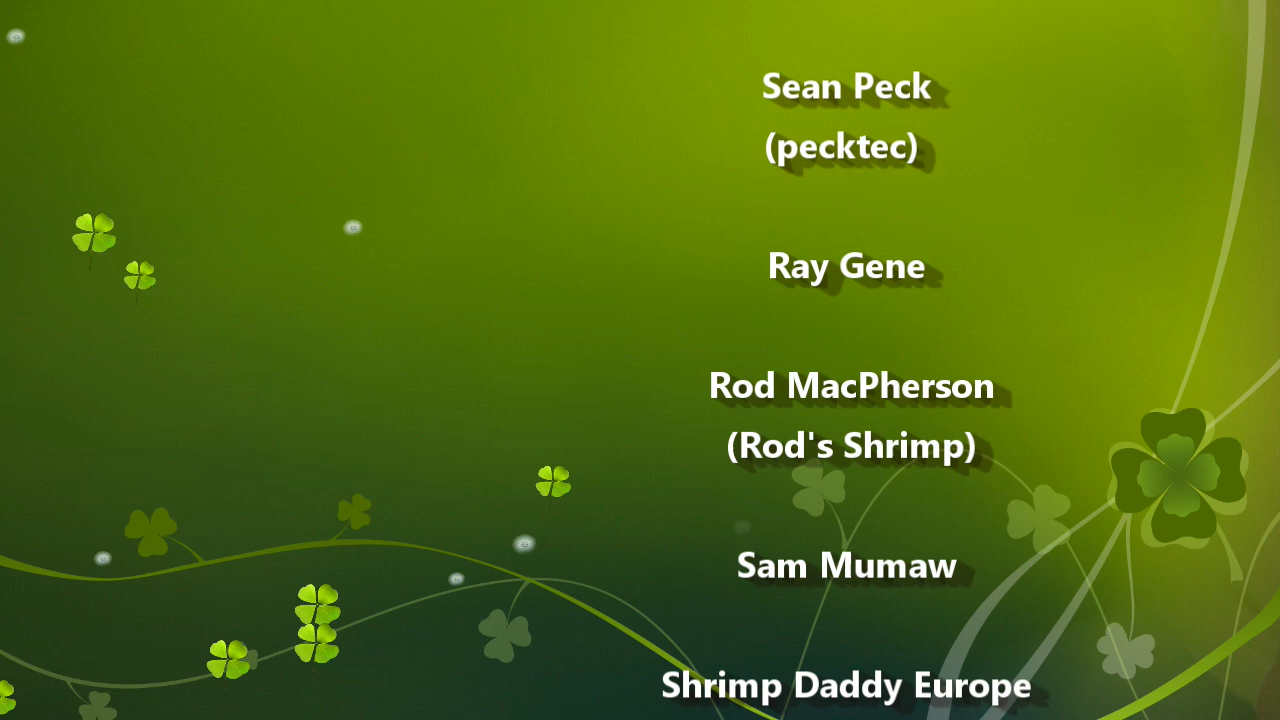 Sean Peck
(pecktec)
Ray Gene
Rod MacPherson
(Rod's Shrimp)
Sam Mumaw
Shrimp Daddy Europe